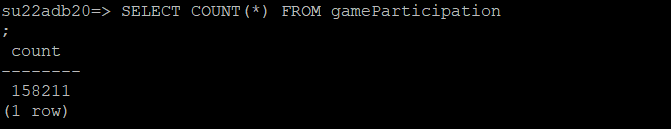 su22adb20=> SELECT COUNT(*) FROM gameParticipation
;
 count
--------
 158211
(1 row)